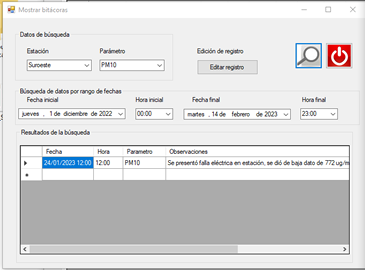 Mostrar bitácoras
Datos de búsqueda
Estación Parámetro
Suroeste PM10
Edición de registro
Editar registro
Búsqueda de datos por rango de fechas
Fecha inicial Hora inicial Fecha final Hora final
jueves , 1 de diciembre de 2022 00:00 martes , 14 de febrero de 2023 23:00
Resultados de la búsqueda
Fecha Hora Parametro Observaciones
24/01/2023 12:00 12:00 PM10 Se presentó falla eléctrica en estación, se dió de baja dato de 772 ug/m